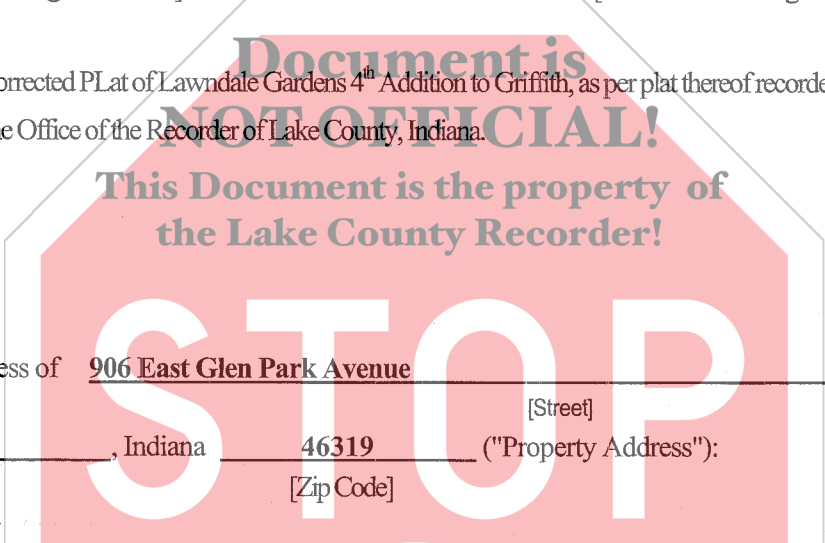 orrected PLat of Lawndale Gardens 4th Addition to Griffith, as per plat thereof recorde
e Office of the Recorder of Lake County, Indiana.
Document is
NOT OFFICIAL!
This Document is the property of
the Lake County Recorder!
STOP
ess of 906 East Glen Park Avenue
[Street]
, Indiana 46319 ("Property Address"):
[Zip Code]